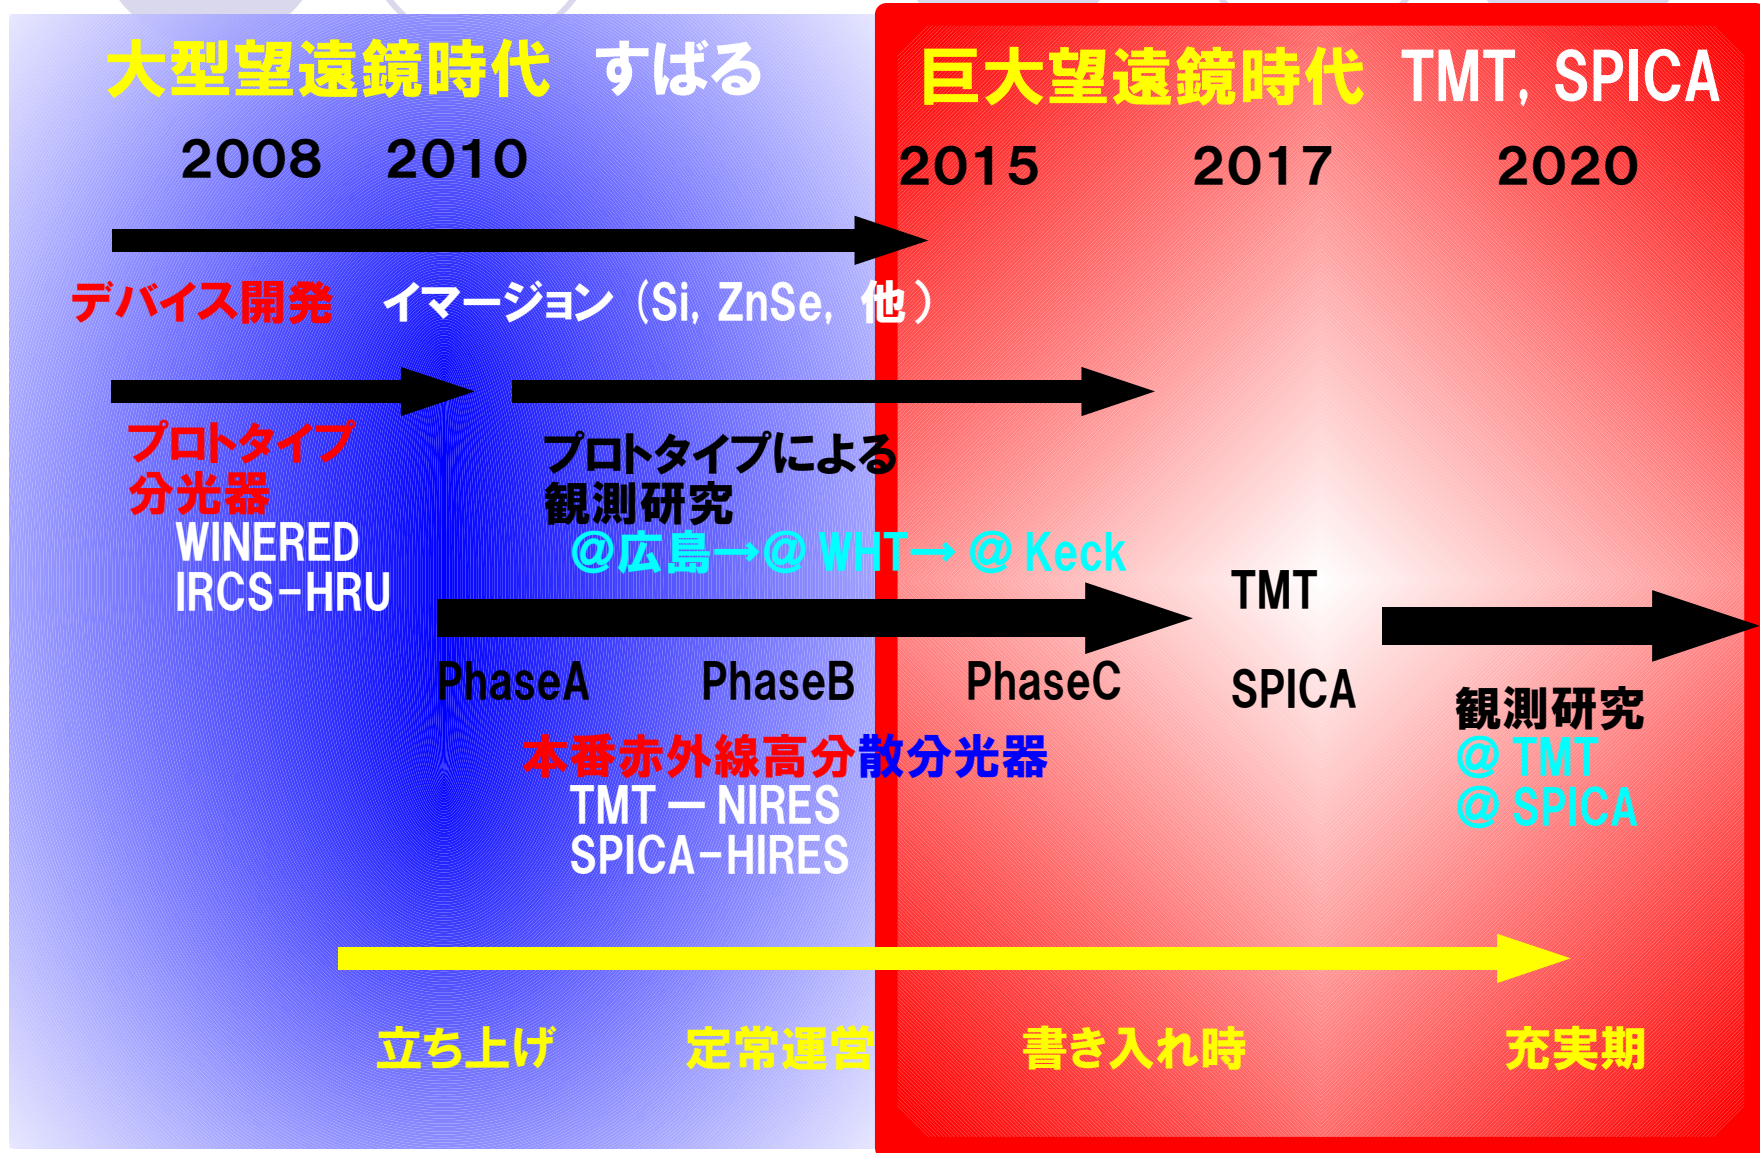 大型望遠鏡時代 すばる
巨大望遠鏡時代 TMT, SPICA
2008 2010
2015 2017 2020
デバイス開発 イマージョン（Si, ZnSe, 他）
プロトタイプ
分光器
WINERED
IRCS-HRU
プロトタイプによる
観測研究
@広島→@ WHT→ @ Keck
TMT
SPICA
PhaseA PhaseB PhaseC
本番赤外線高分散分光器
TMT － NIRES
SPICA-HIRES
観測研究
@ TMT
@ SPICA
立ち上げ 定常運営 書き入れ時 充実期